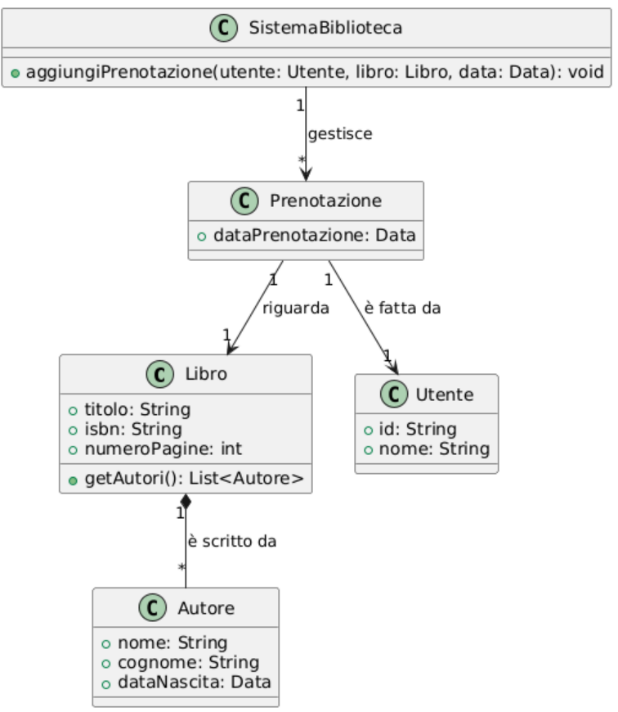 C SistemaBiblioteca
aggiungiPrenotazione(utente: Utente, libro: Libro, data: Data): void
1
gestisce
*
C Prenotazione
dataPrenotazione: Data
1
1
riguarda
è fatta da
1
1
C Libro
titolo: String
isbn: String
numeroPagine: int
getAutori(): List<Autore>
C Utente
id: String
nome: String
1
è scritto da
*
C Autore
nome: String
cognome: String
dataNascita: Data